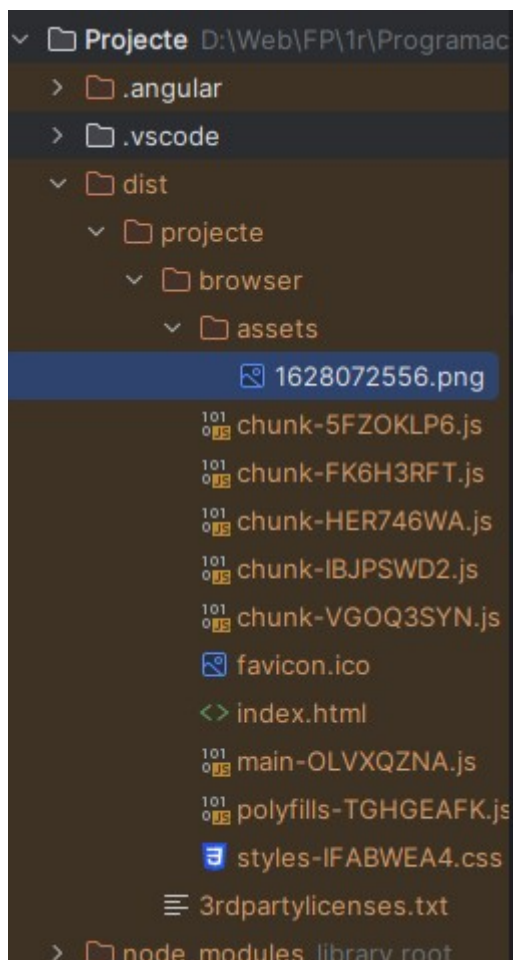 Projecte D:\Web\FP\1r\Programac
.angular
.vscode
dist
projecte
browser
assets
1628072556.png
chunk-5FZOKLP6.js
chunk-FK6H3RFT.js
chunk-HER746WA.js
chunk-IBJPSWD2.js
chunk-VGOQ3SYN.js
favicon.ico
index.html
main-OLVXQZNA.js
polyfills-TGHGEAFK.js
styles-IFABWEA4.css
3rdpartylicenses.txt
node_modules library root